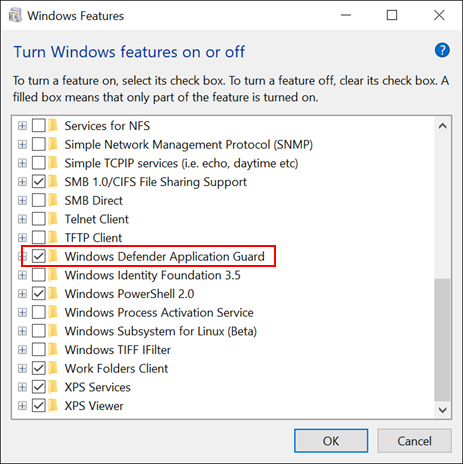 Windows Features
Turn Windows features on or off
To turn a feature on, select its check box. To turn a feature off, clear its check box. A
filled box means that only part of the feature is turned on.
Services for NFS
Simple Network Management Protocol (SNMP)
Simple TCPIP services (i.e. echo, daytime etc)
SMB 1.0/CIFS File Sharing Support
SMB Direct
Telnet Client
TFTP Client
Windows Defender Application Guard
Windows Identity Foundation 3.5
Windows PowerShell 2.0
Windows Process Activation Service
Windows Subsystem for Linux (Beta)
Windows TIFF IFilter
Work Folders Client
XPS Services
XPS Viewer
OK
Cancel